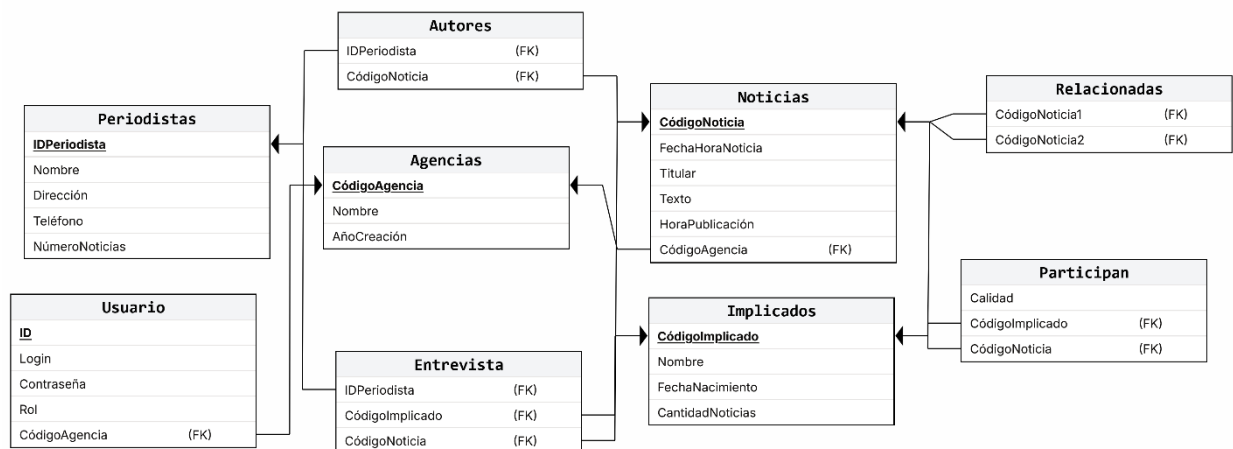 Autores
IDPeriodista (FK)
CódigoNoticia (FK)
Periodistas
IDPeriodista
Nombre
Dirección
Teléfono
NúmeroNoticias
Agencias
CódigoAgencia
Nombre
AñoCreación
Noticias
CódigoNoticia
FechaHoraNoticia
Titular
Texto
HoraPublicación
CódigoAgencia (FK)
Relacionadas
CódigoNoticia1 (FK)
CódigoNoticia2 (FK)
Usuario
ID
Login
Contraseña
Rol
CódigoAgencia (FK)
Entrevista
IDPeriodista (FK)
CódigoImplicado (FK)
CódigoNoticia (FK)
Implicados
CódigoImplicado
Nombre
FechaNacimiento
CantidadNoticias
Participan
Calidad
CódigoImplicado (FK)
CódigoNoticia (FK)